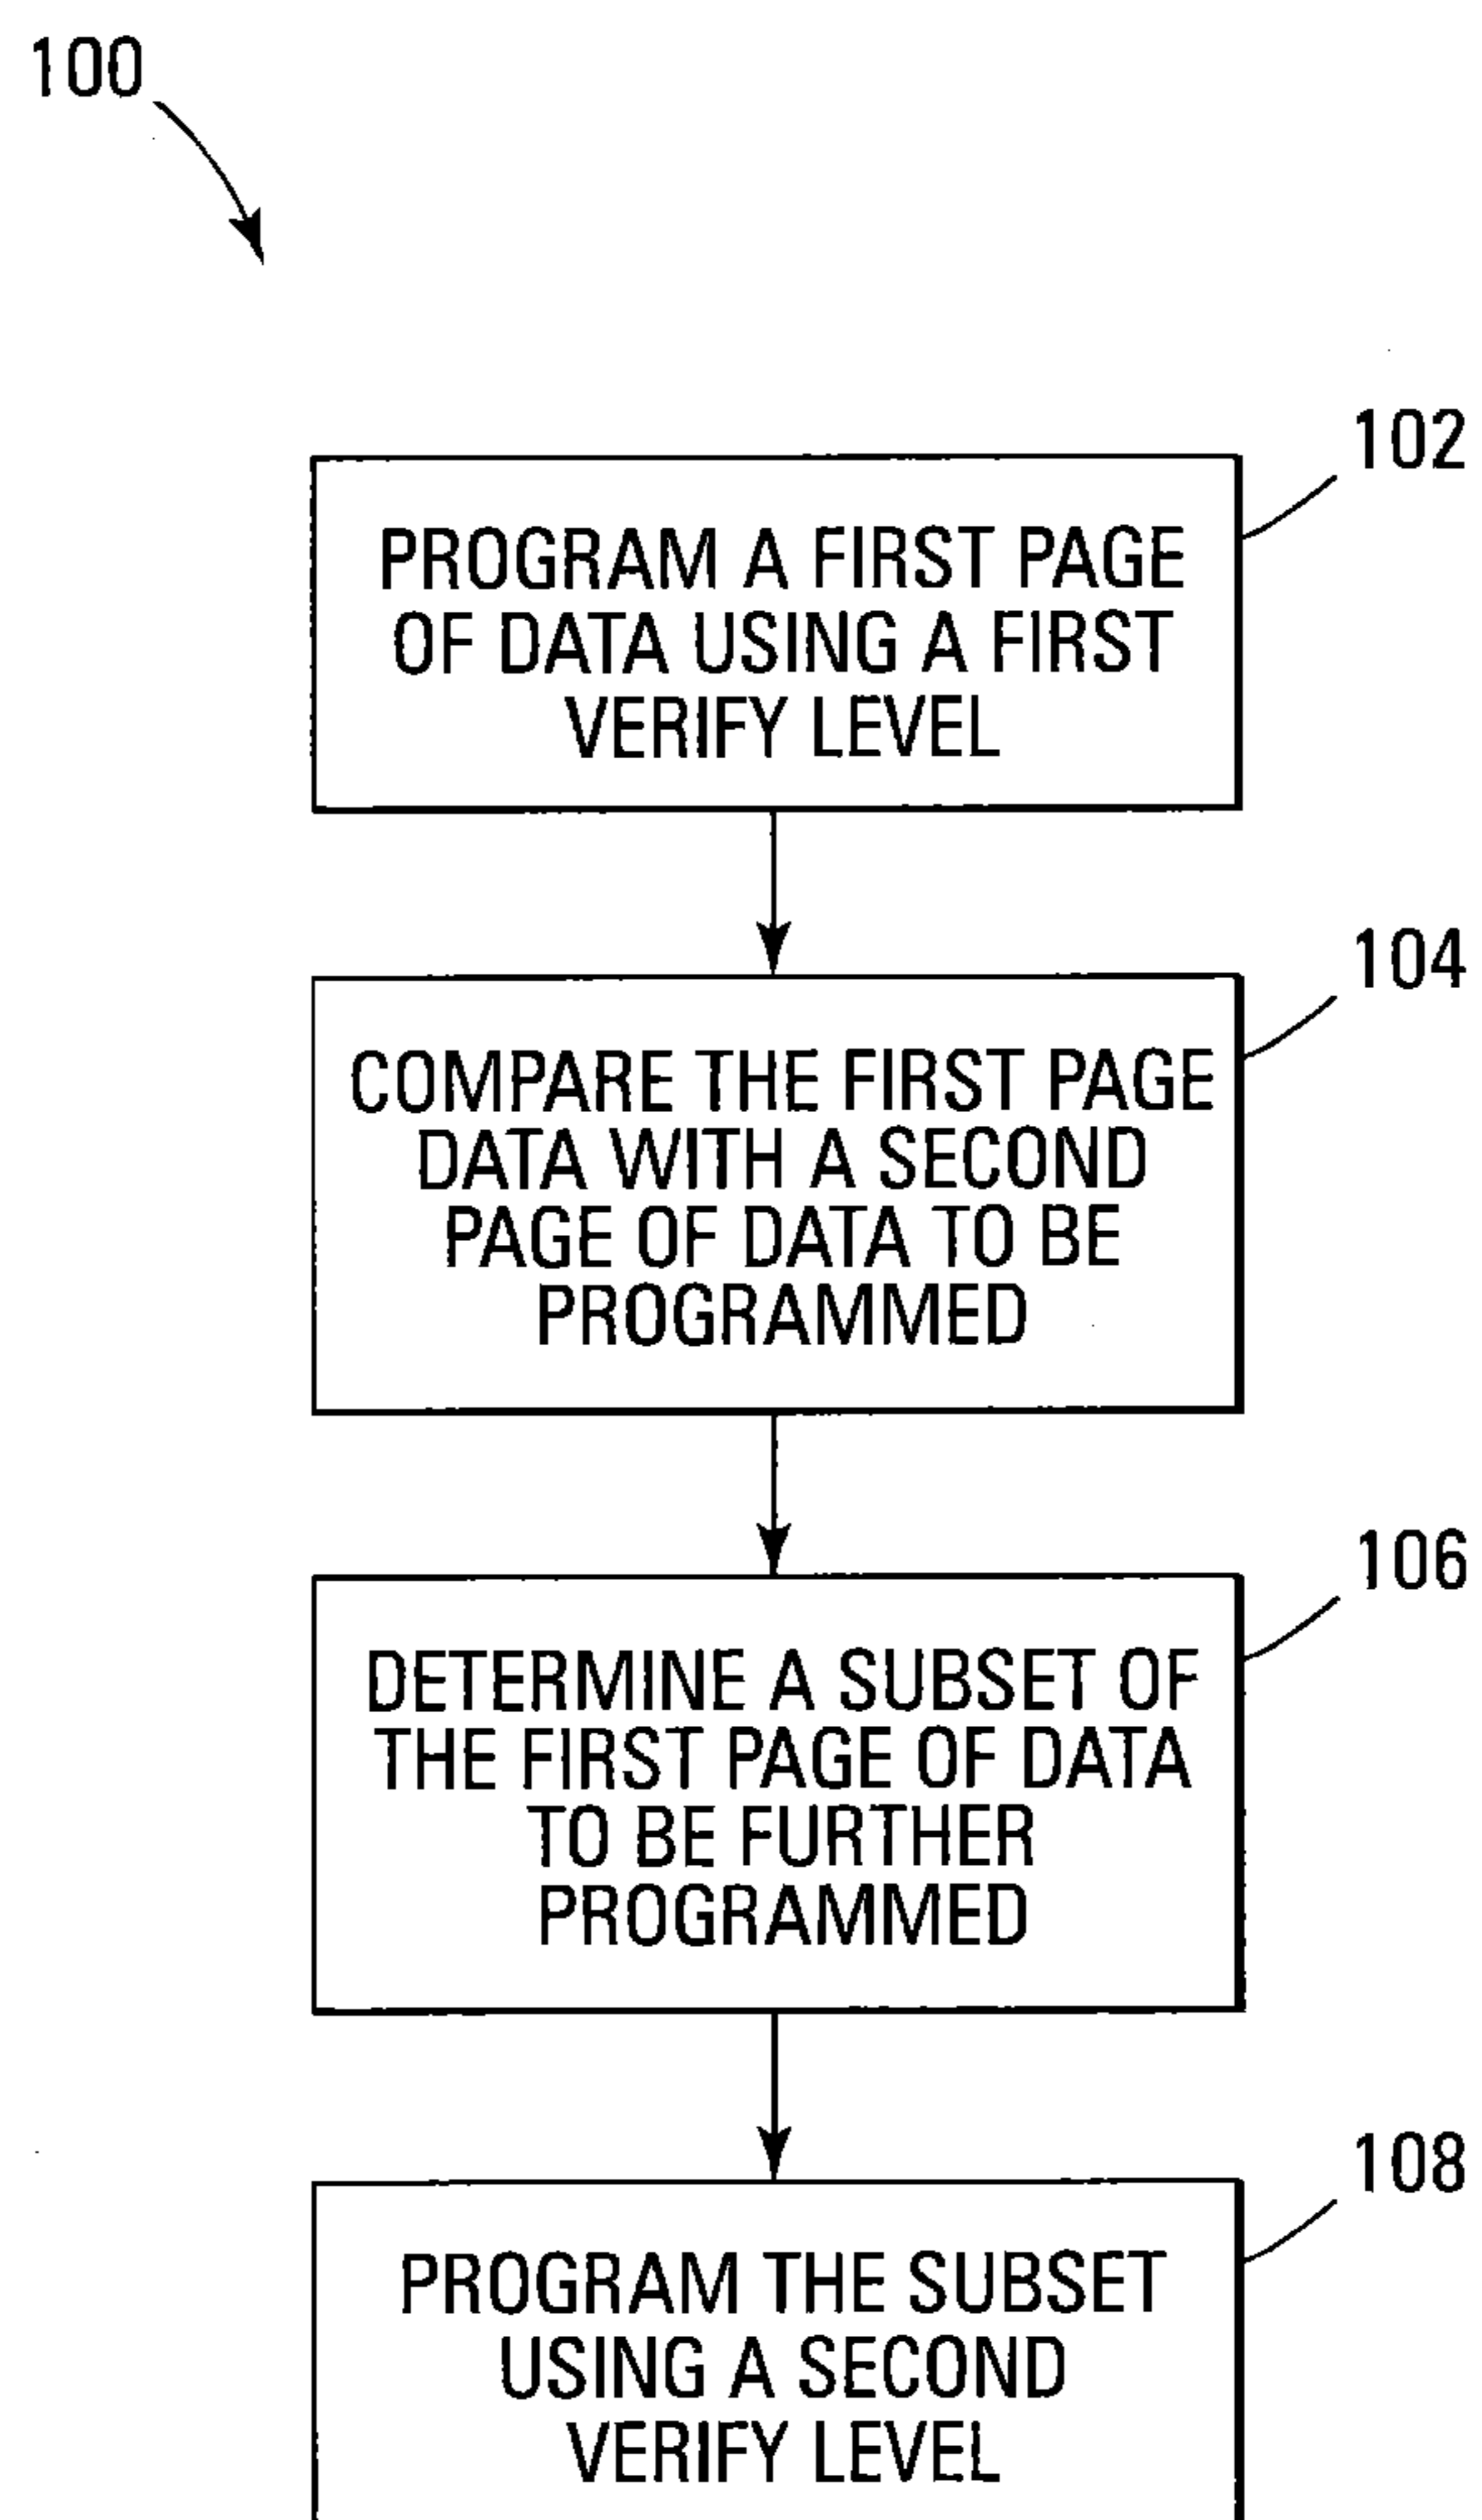 100
102
PROGRAM A FIRST PAGE
OF DATA USING A FIRST
VERIFY LEVEL
104
COMPARE THE FIRST PAGE
DATA WITH A SECOND
PAGE OF DATA TO BE
PROGRAMMED
106
DETERMINE A SUBSET OF
THE FIRST PAGE OF DATA
TO BE FURTHER
PROGRAMMED
108
PROGRAM THE SUBSET
USING A SECOND
VERIFY LEVEL